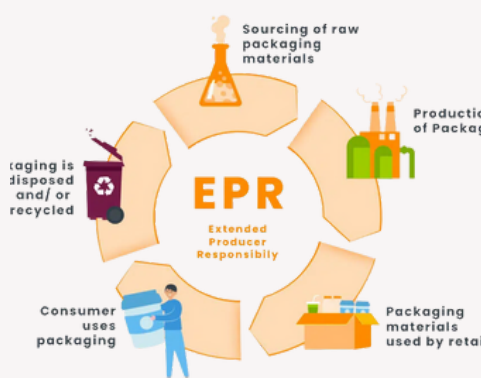 Sourcing of raw
packaging
materials
Productio
of Packag
EPR
Extended
Producer
Responsibily
kaging is
disposed
and/ or
recycled
Consumer
uses
packaging
Packaging
materials
used by retai